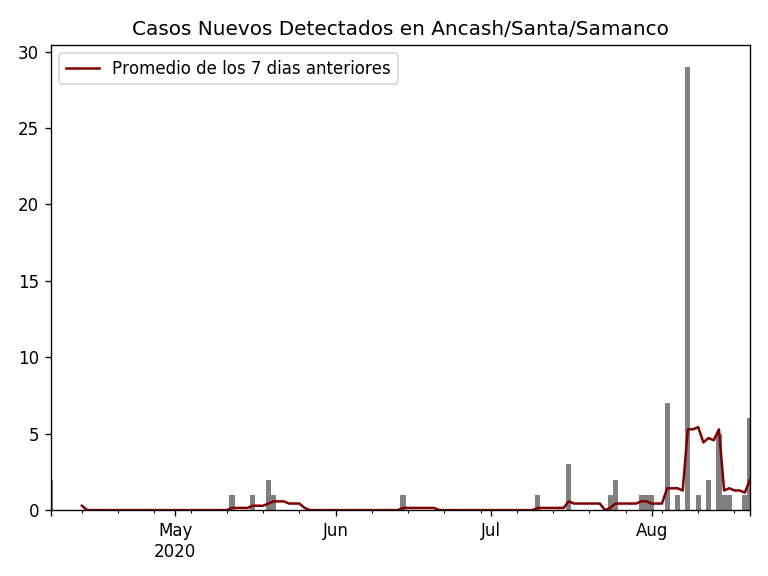 Casos Nuevos Detectados en Ancash/Santa/Samanco
Promedio de los 7 dias anteriores
30
25
20
15
10
5
0
May
2020
Jun
Jul
Aug